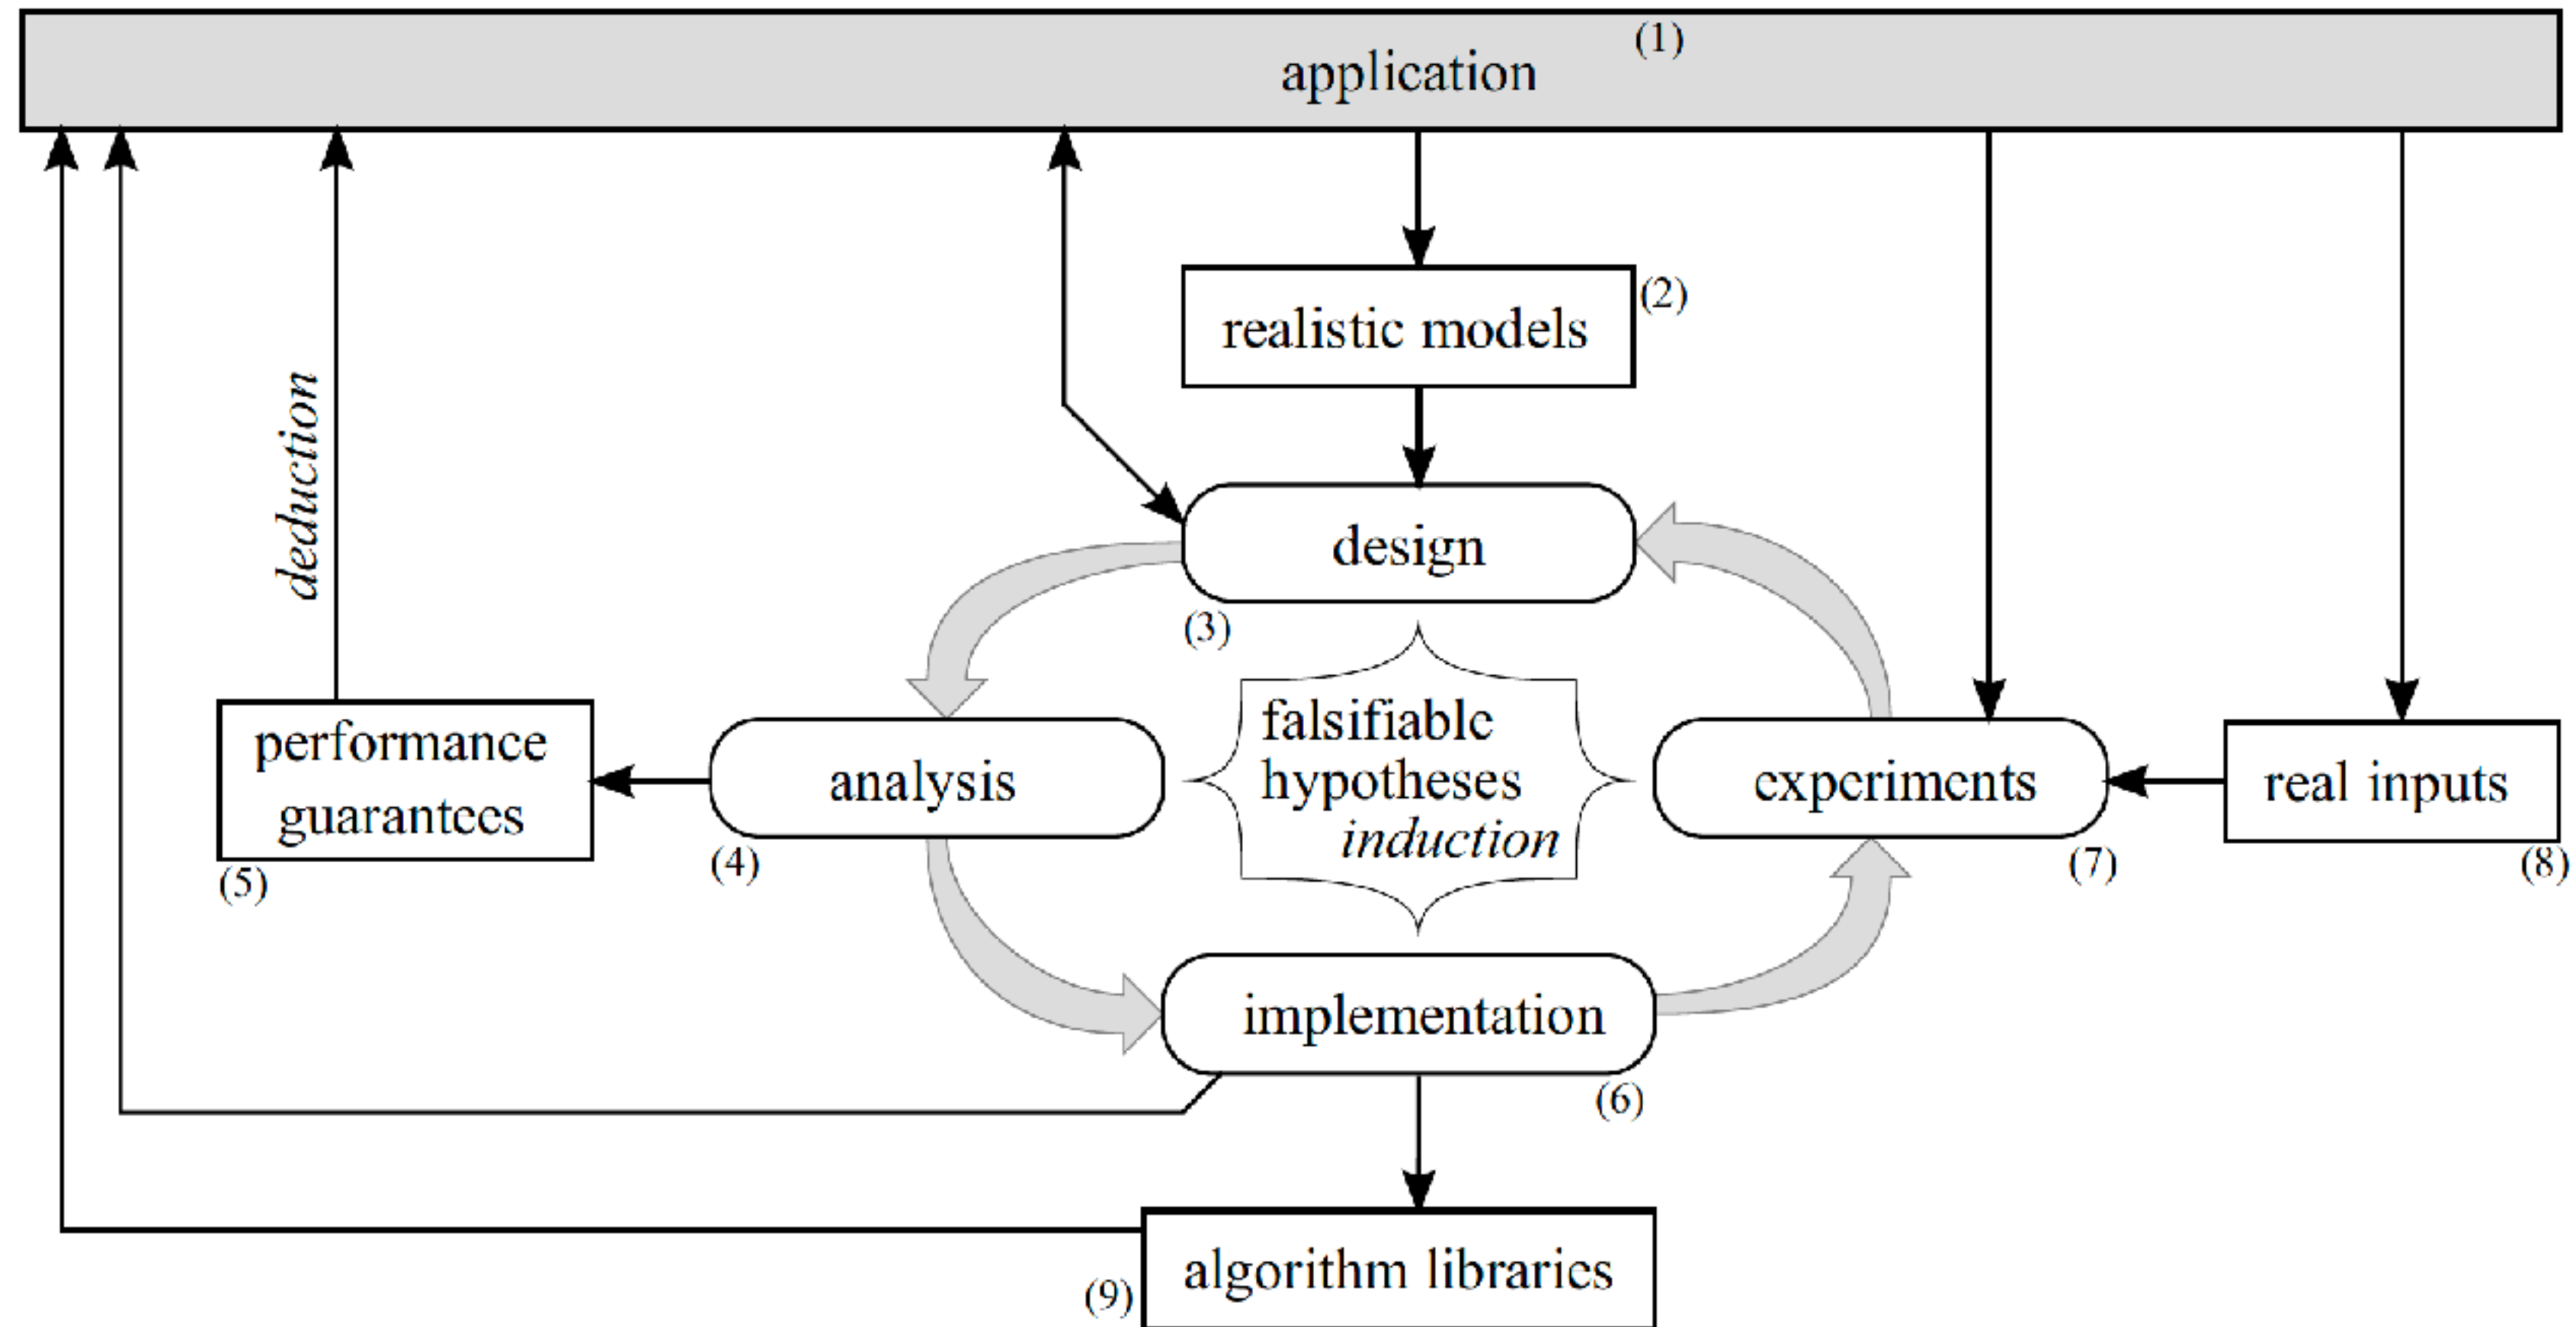 (1)
application
(2)
realistic models
deduction
design
(3)
falsifiable
hypotheses
induction
performance
guarantees
(5)
analysis
(4)
experiments
(7)
real inputs
(8)
implementation
(6)
algorithm libraries
(9)